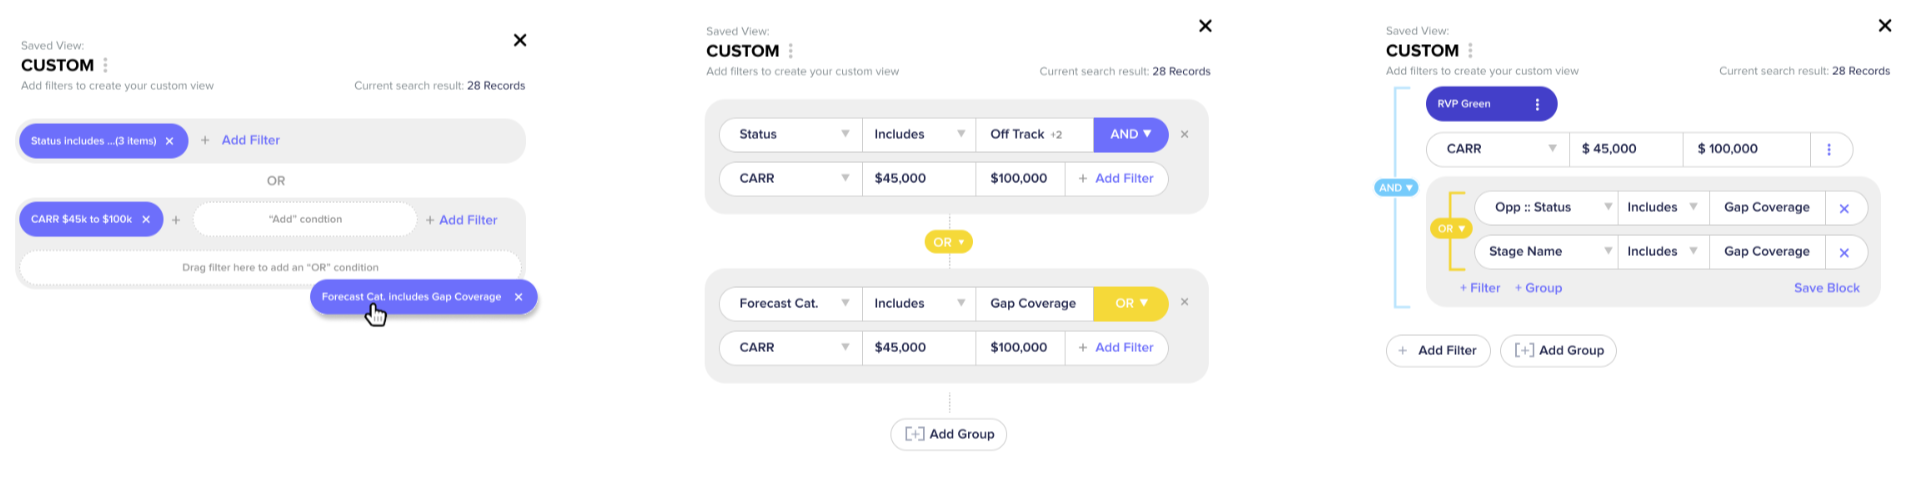 Saved View:
CUSTOM
Add filters to create your custom view
Current search result: 28 Records
Status includes ...(3 items)
+ Add Filter
OR
CARR $45k to $100k
+
“Add” condtion
+ Add Filter
Drag filter here to add an “OR” condition
Forecast Cat. includes Gap Coverage
Saved View:
CUSTOM
Add filters to create your custom view
Current search result: 28 Records
Status Includes Off Track +2 AND
CARR $45,000 $100,000 + Add Filter
OR
Forecast Cat. Includes Gap Coverage OR
CARR $45,000 $100,000 + Add Filter
[+] Add Group
Saved View:
CUSTOM
Add filters to create your custom view
Current search result: 28 Records
RVP Green
CARR $ 45,000 $ 100,000
AND
Opp :: Status Includes Gap Coverage
OR
Stage Name Includes Gap Coverage
+ Filter + Group Save Block
+ Add Filter [+] Add Group